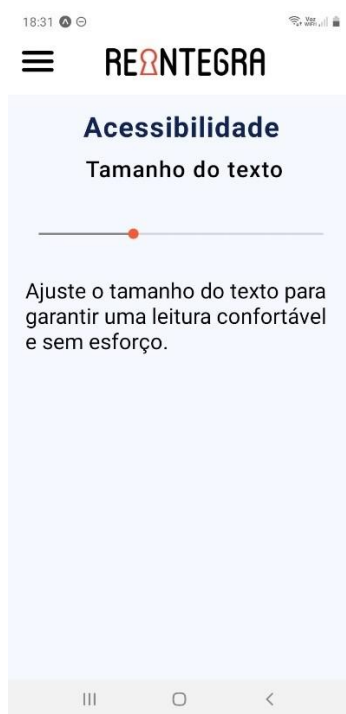 18:31
REINTEGRA
Acessibilidade
Tamanho do texto
Ajuste o tamanho do texto para
garantir uma leitura confortável
e sem esforço.